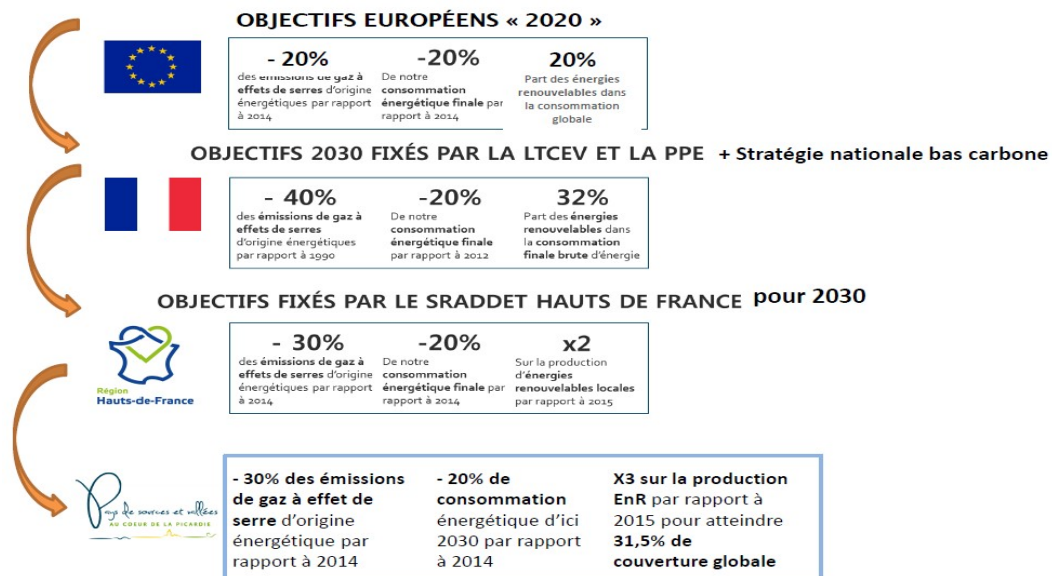 OBJECTIFS EUROPÉENS « 2020 »
- 20%
des émissions de gaz à
effets de serres d'origine
énergétiques par rapport
à 2014
-20%
De notre
consommation
énergétique finale par
rapport à 2014
20%
Part des énergies
renouvelables dans
la consommation
globale
OBJECTIFS 2030 FIXÉS PAR LA LTCEV ET LA PPE + Stratégie nationale bas carbone
- 40%
des émissions de gaz à
effets de serres
d'origine énergétiques
par rapport à 1990
-20%
De notre
consommation
énergétique finale
par rapport à 2012
32%
Part des énergies
renouvelables dans
la consommation
finale brute d'énergie
OBJECTIFS FIXÉS PAR LE SRADDET HAUTS DE FRANCE pour 2030
Région
Hauts-de-France
- 30%
des émissions de gaz à
effets de serres d'origine
énergétiques par rapport
à 2014
-20%
De notre
consommation
énergétique finale par
rapport à 2014
x2
Sur la production
d'énergies
renouvelables locales
par rapport à 2015
Pays de sources et vallées
AU COEUR DE LA PICARDIE
- 30% des émissions
de gaz à effet de
serre d'origine
énergétique par
rapport à 2014
- 20% de
consommation
énergétique d'ici
2030 par rapport
à 2014
X3 sur la production
EnR par rapport à
2015 pour atteindre
31,5% de
couverture globale